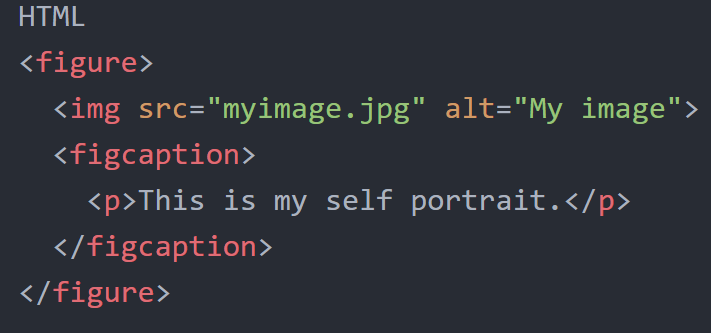 HTML
<figure>
<img src="myimage.jpg" alt="My image">
<figcaption>
<p>This is my self portrait.</p>
</figcaption>
</figure>